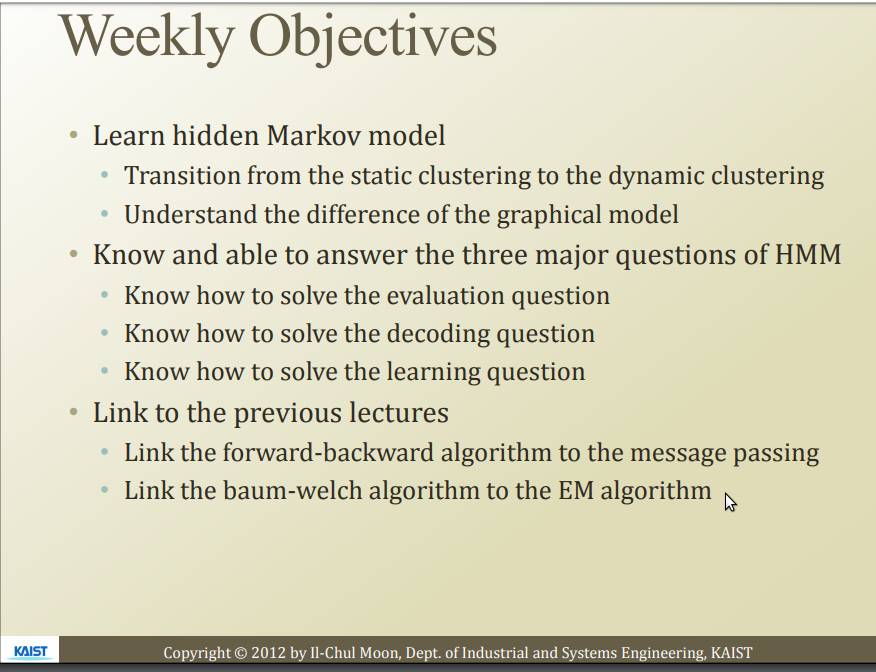 Weekly Objectives
• Learn hidden Markov model
• Transition from the static clustering to the dynamic clustering
• Understand the difference of the graphical model
• Know and able to answer the three major questions of HMM
• Know how to solve the evaluation question
• Know how to solve the decoding question
• Know how to solve the learning question
• Link to the previous lectures
• Link the forward-backward algorithm to the message passing
• Link the baum-welch algorithm to the EM algorithm
KAIST
Copyright © 2012 by Il-Chul Moon, Dept. of Industrial and Systems Engineering, KAIST